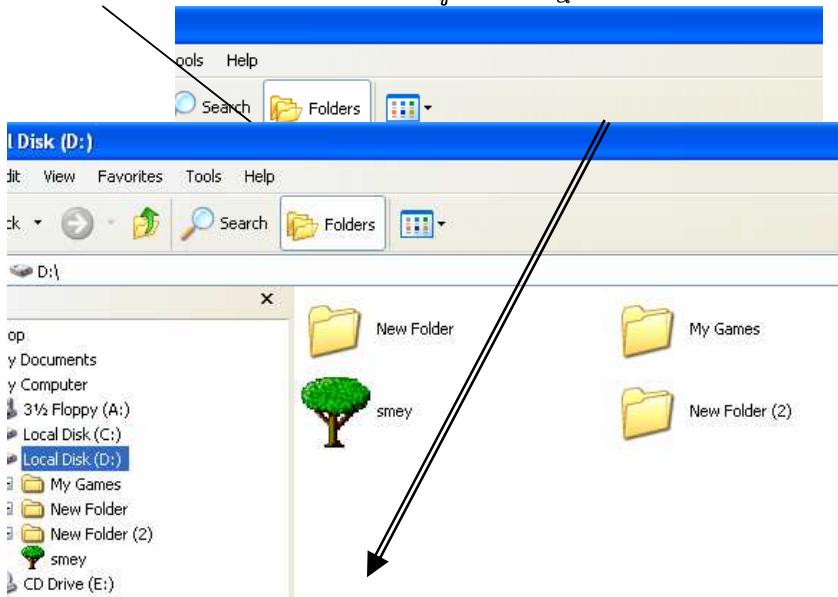 ools Help
Search Folders
l Disk (D:)
dit View Favorites Tools Help
ck Search Folders
D:\
op
y Documents
y Computer
3½ Floppy (A:)
Local Disk (C:)
Local Disk (D:)
My Games
New Folder
New Folder (2)
smey
CD Drive (E:)
New Folder My Games
smey New Folder (2)